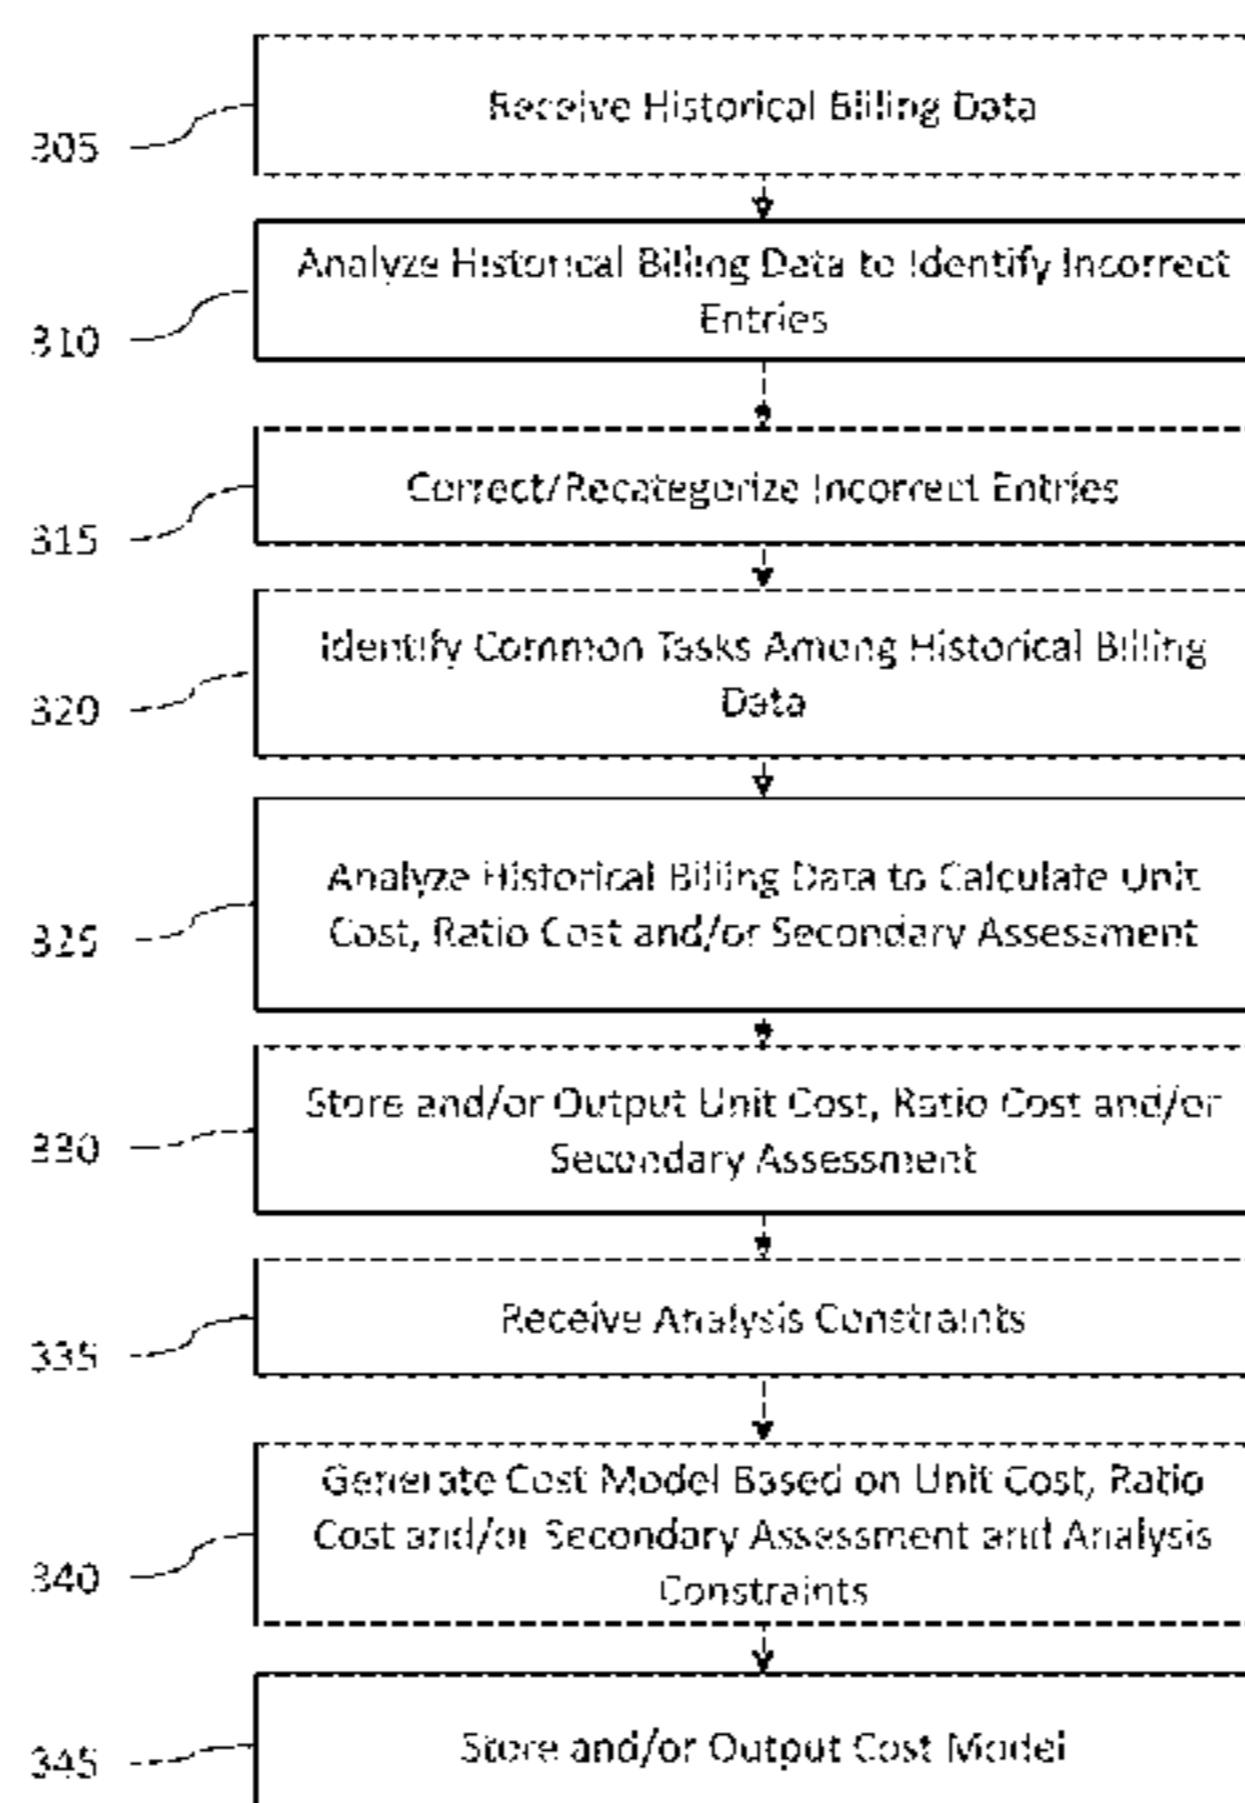 Receive Historical Billing Data
305
Analyze Historical Billing Data to Identify Incorrect
Entries
310
Correct/Recategorize Incorrect Entries
315
Identify Common Tasks Among Historical Billing
Data
320
Analyze Historical Billing Data to Calculate Unit
Cost, Ratio Cost and/or Secondary Assessment
325
Store and/or Output Unit Cost, Ratio Cost and/or
Secondary Assessment
330
Receive Analysis Constraints
335
Generate Cost Model Based on Unit Cost, Ratio
Cost and/or Secondary Assessment and Analysis
Constraints
340
Store and/or Output Cost Model
345